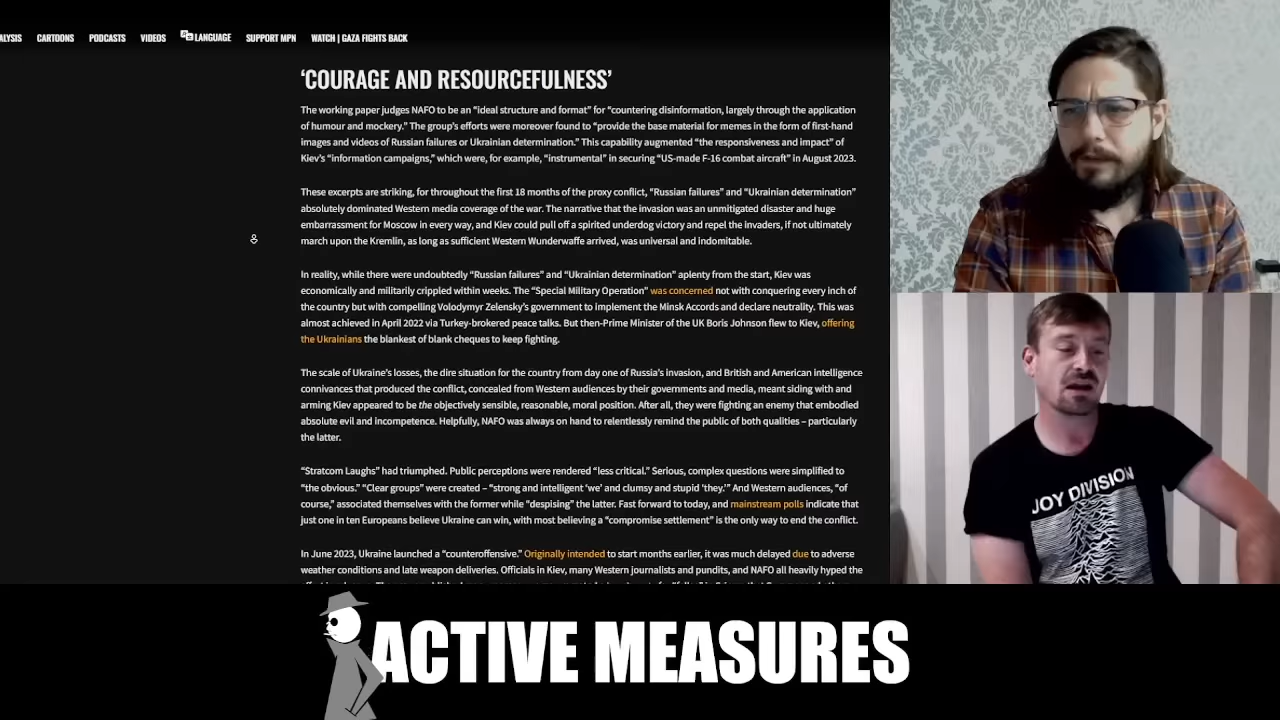 ALYSIS CARTOONS PODCASTS VIDEOS LANGUAGE SUPPORT MPN WATCH | GAZA FIGHTS BACK
‘COURAGE AND RESOURCEFULNESS’
The working paper judges NAFO to be an “ideal structure and format” for “countering disinformation, largely through the application
of humour and mockery.” The group’s efforts were moreover found to “provide the base material for memes in the form of first-hand
images and videos of Russian failures or Ukrainian determination.” This capability augmented “the responsiveness and impact” of
Kiev’s “information campaigns,” which were, for example, “instrumental” in securing “US-made F-16 combat aircraft” in August 2023.
These excerpts are striking, for throughout the first 18 months of the proxy conflict, “Russian failures” and “Ukrainian determination”
absolutely dominated Western media coverage of the war. The narrative that the invasion was an unmitigated disaster and huge
embarrassment for Moscow in every way, and Kiev could pull off a spirited underdog victory and repel the invaders, if not ultimately
march upon the Kremlin, as long as sufficient Western Wunderwaffe arrived, was universal and indomitable.
In reality, while there were undoubtedly “Russian failures” and “Ukrainian determination” aplenty from the start, Kiev was
economically and militarily crippled within weeks. The “Special Military Operation” was concerned not with conquering every inch of
the country but with compelling Volodymyr Zelensky’s government to implement the Minsk Accords and declare neutrality. This was
almost achieved in April 2022 via Turkey-brokered peace talks. But then-Prime Minister of the UK Boris Johnson flew to Kiev, offering
the Ukrainians the blankest of blank cheques to keep fighting.
The scale of Ukraine’s losses, the dire situation for the country from day one of Russia’s invasion, and British and American intelligence
connivances that produced the conflict, concealed from Western audiences by their governments and media, meant siding with and
arming Kiev appeared to be the objectively sensible, reasonable, moral position. After all, they were fighting an enemy that embodied
absolute evil and incompetence. Helpfully, NAFO was always on hand to relentlessly remind the public of both qualities – particularly
the latter.
“Stratcom Laughs” had triumphed. Public perceptions were rendered “less critical.” Serious, complex questions were simplified to
“the obvious.” “Clear groups” were created – “strong and intelligent ‘we’ and clumsy and stupid ‘they.’” And Western audiences, “of
course,” associated themselves with the former while “despising” the latter. Fast forward to today, and mainstream polls indicate that
just one in ten Europeans believe Ukraine can win, with most believing a “compromise settlement” is the only way to end the conflict.
In June 2023, Ukraine launched a “counteroffensive.” Originally intended to start months earlier, it was much delayed due to adverse
weather conditions and late weapon deliveries. Officials in Kiev, many Western journalists and pundits, and NAFO all heavily hyped the
JOY DIVISION
ACTIVE MEASURES